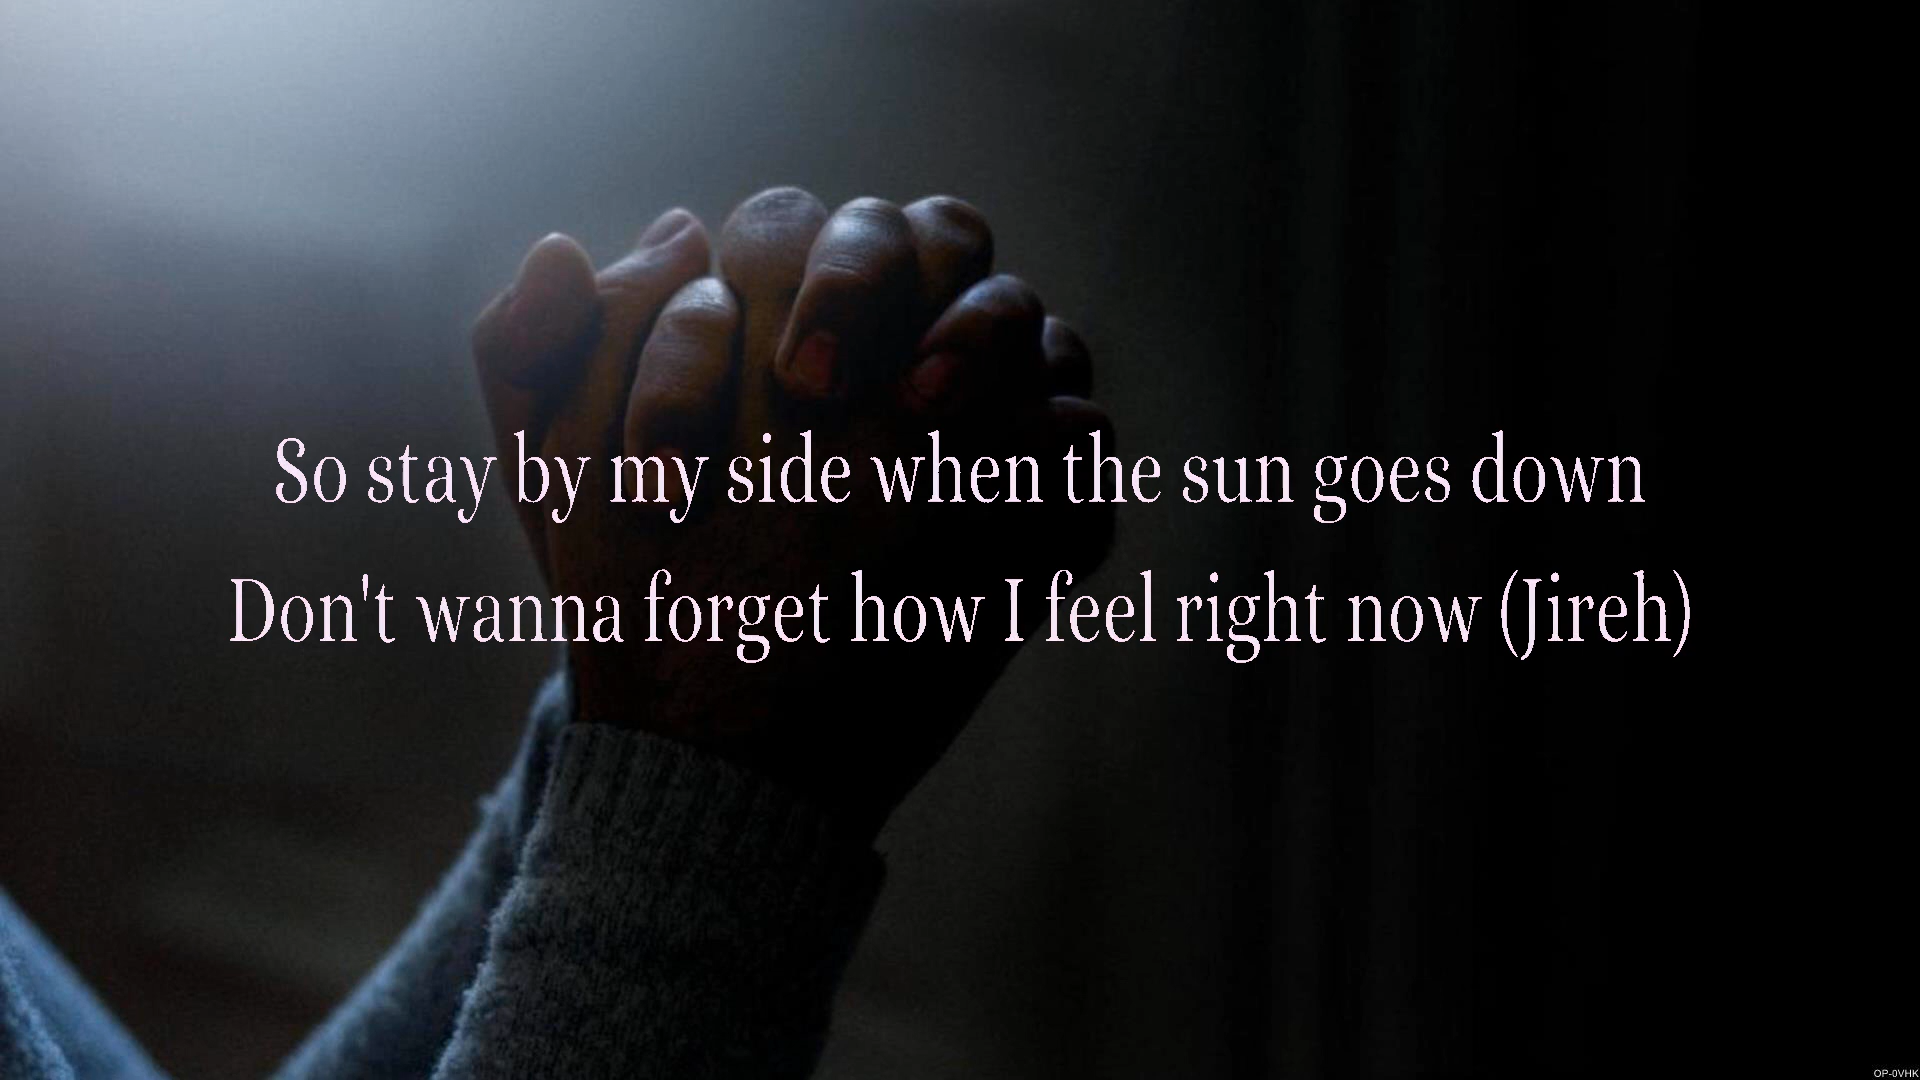 So stay by my side when the sun goes down
Don't wanna forget how I feel right now (Jireh)
OP-0VHK